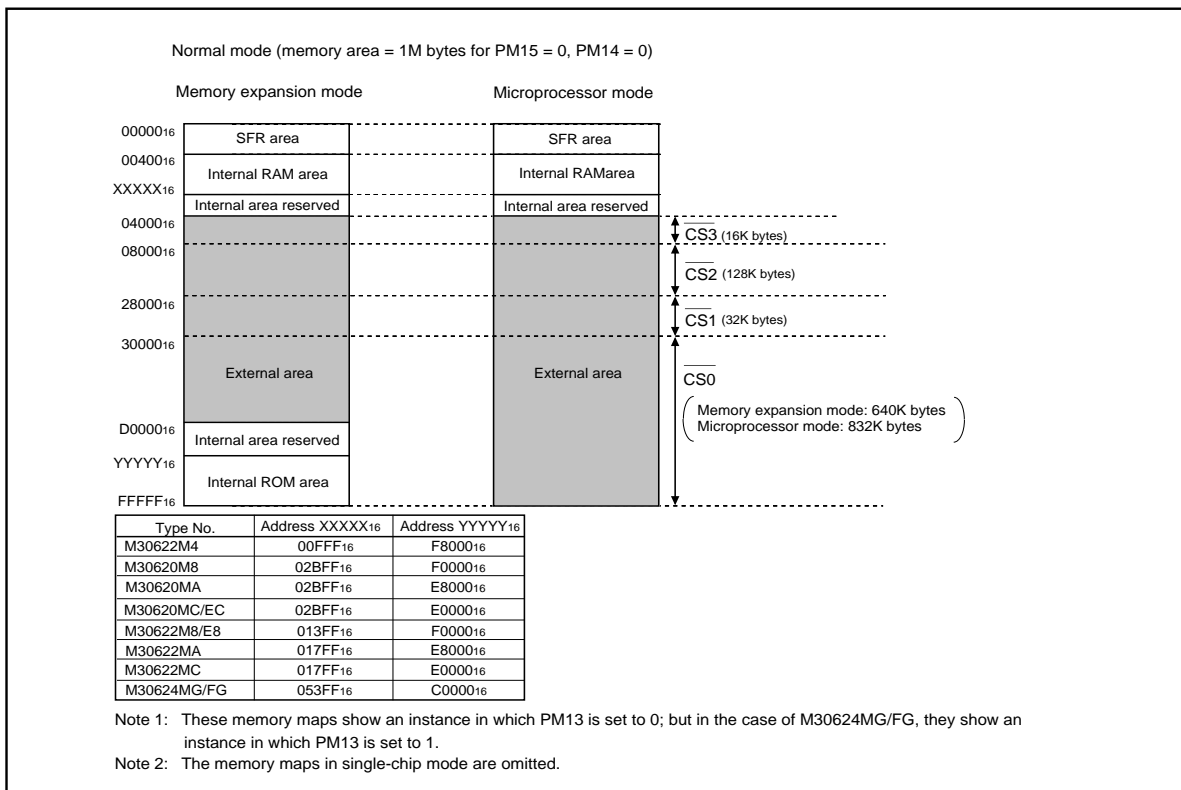 Normal mode (memory area = 1M bytes for PM15 = 0, PM14 = 0)
Memory expansion mode
Microprocessor mode
0000016
SFR area
SFR area
0040016
Internal RAM area
Internal RAMarea
XXXXX16
Internal area reserved
Internal area reserved
0400016
CS3 (16K bytes)
0800016
CS2 (128K bytes)
2800016
CS1 (32K bytes)
3000016
External area
External area
CS0
Memory expansion mode: 640K bytes
Microprocessor mode: 832K bytes
D000016
Internal area reserved
YYYYY16
Internal ROM area
FFFFF16
Type No. Address XXXXX16 Address YYYYY16
M30622M4 00FFF16 F800016
M30620M8 02BFF16 F000016
M30620MA 02BFF16 E800016
M30620MC/EC 02BFF16 E000016
M30622M8/E8 013FF16 F000016
M30622MA 017FF16 E800016
M30622MC 017FF16 E000016
M30624MG/FG 053FF16 C000016
Note 1: These memory maps show an instance in which PM13 is set to 0; but in the case of M30624MG/FG, they show an
instance in which PM13 is set to 1.
Note 2: The memory maps in single-chip mode are omitted.